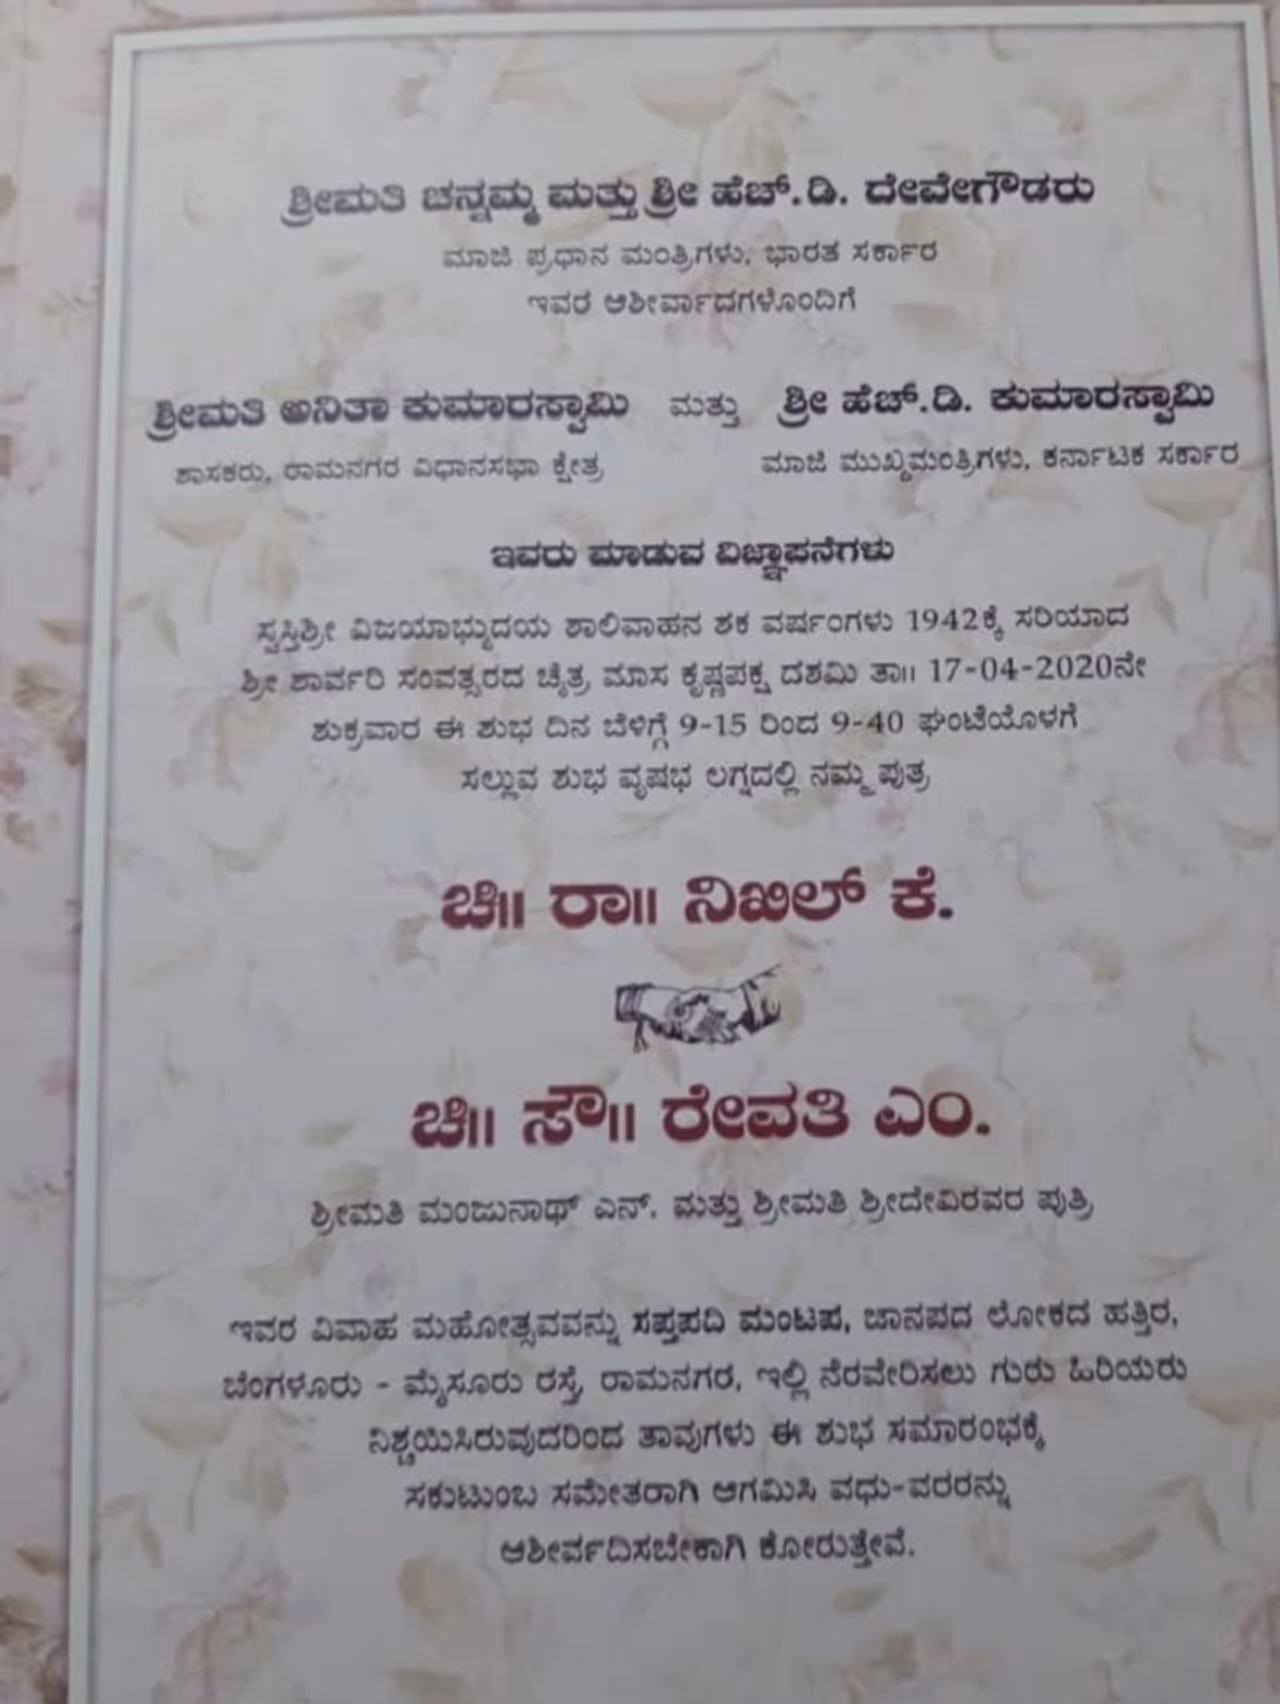 ಶ್ರೀಮತಿ ಚನ್ನಮ್ಮ ಮತ್ತು ಶ್ರೀ ಹೆಚ್.ಡಿ. ದೇವೇಗೌಡರು
ಮಾಜಿ ಪ್ರಧಾನ ಮಂತ್ರಿಗಳು, ಭಾರತ ಸರ್ಕಾರ
ಇವರ ಆಶೀರ್ವಾದಗಳೊಂದಿಗೆ
ಶ್ರೀಮತಿ ಅನಿತಾ ಕುಮಾರಸ್ವಾಮಿ ಮತ್ತು ಶ್ರೀ ಹೆಚ್.ಡಿ. ಕುಮಾರಸ್ವಾಮಿ
ಶಾಸಕರು, ರಾಮನಗರ ವಿಧಾನಸಭಾ ಕ್ಷೇತ್ರ ಮಾಜಿ ಮುಖ್ಯಮಂತ್ರಿಗಳು, ಕರ್ನಾಟಕ ಸರ್ಕಾರ
ಇವರು ಮಾಡುವ ವಿಜ್ಞಾಪನೆಗಳು
ಸ್ವಸ್ತಿಶ್ರೀ ವಿಜಯಾಭ್ಯುದಯ ಶಾಲಿವಾಹನ ಶಕ ವರ್ಷಂಗಳು 1942ಕ್ಕೆ ಸರಿಯಾದ
ಶ್ರೀ ಶಾರ್ವರಿ ಸಂವತ್ಸರದ ಚೈತ್ರ ಮಾಸ ಕೃಷ್ಣಪಕ್ಷ ದಶಮಿ ತಾ॥ 17-04-2020ನೇ
ಶುಕ್ರವಾರ ಈ ಶುಭ ದಿನ ಬೆಳಿಗ್ಗೆ 9-15 ರಿಂದ 9-40 ಘಂಟೆಯೊಳಗೆ
ಸಲ್ಲುವ ಶುಭ ವೃಷಭ ಲಗ್ನದಲ್ಲಿ ನಮ್ಮ ಪುತ್ರ
ಚಿ॥ ರಾ॥ ನಿಖಿಲ್ ಕೆ.
ಚಿ॥ ಸೌ॥ ರೇವತಿ ಎಂ.
ಶ್ರೀಮತಿ ಮಂಜುನಾಥ್ ಎನ್. ಮತ್ತು ಶ್ರೀಮತಿ ಶ್ರೀದೇವಿರವರ ಪುತ್ರಿ
ಇವರ ವಿವಾಹ ಮಹೋತ್ಸವವನ್ನು ಸಪ್ತಪದಿ ಮಂಟಪ, ಜಾನಪದ ಲೋಕದ ಹತ್ತಿರ,
ಬೆಂಗಳೂರು - ಮೈಸೂರು ರಸ್ತೆ, ರಾಮನಗರ, ಇಲ್ಲಿ ನೆರವೇರಿಸಲು ಗುರು ಹಿರಿಯರು
ನಿಶ್ಚಯಿಸಿರುವುದರಿಂದ ತಾವುಗಳು ಈ ಶುಭ ಸಮಾರಂಭಕ್ಕೆ
ಸಕುಟುಂಬ ಸಮೇತರಾಗಿ ಆಗಮಿಸಿ ವಧು-ವರರನ್ನು
ಆಶೀರ್ವದಿಸಬೇಕಾಗಿ ಕೋರುತ್ತೇವೆ.